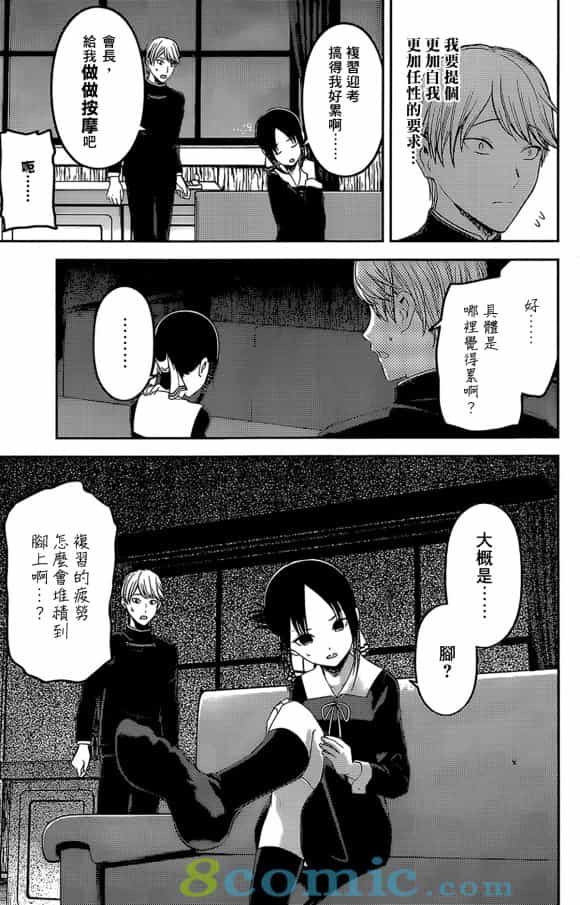 我要提個
更加自我
更加任性的要求…
複習迎考
搞得我好累啊……
會長，
給我做做按摩吧
呃……
好……
具體是
哪裡覺得累啊？
………
大概是……
腳？
複習的疲勞
怎麼會堆積到
腳上啊…？
8comic.com